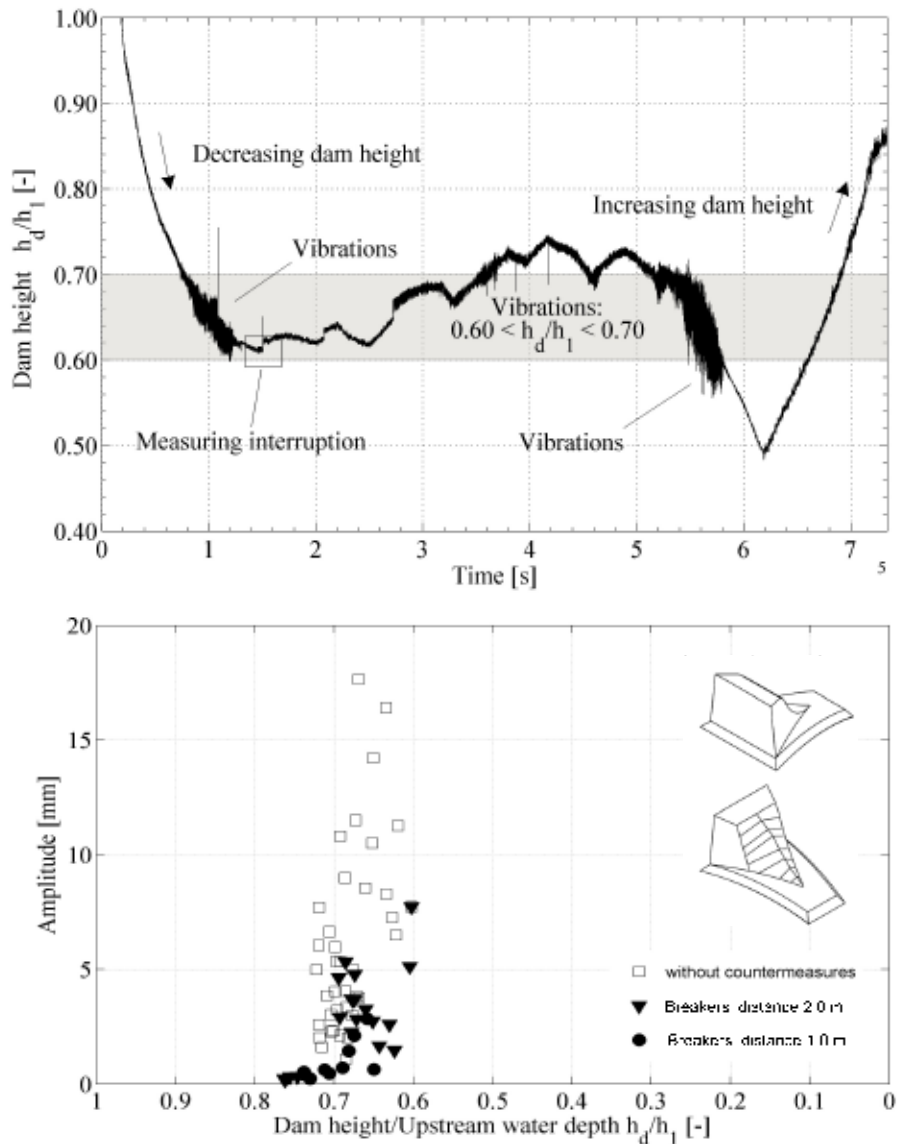 1.00
0.90
0.80
0.70
0.60
0.50
0.40
Dam height h_d/h_1 [-]
Decreasing dam height
Increasing dam height
Vibrations
Vibrations:
0.60 < h_d/h_1 < 0.70
Measuring interruption
Vibrations
0 1 2 3 4 5 6 7
Time [s]
5
20
15
10
5
0
Amplitude [mm]
without countermeasures
Breakers distance 2.0 m
Breakers distance 1.0 m
1 0.9 0.8 0.7 0.6 0.5 0.4 0.3 0.2 0.1 0
Dam height/Upstream water depth h_d/h_1 [-]